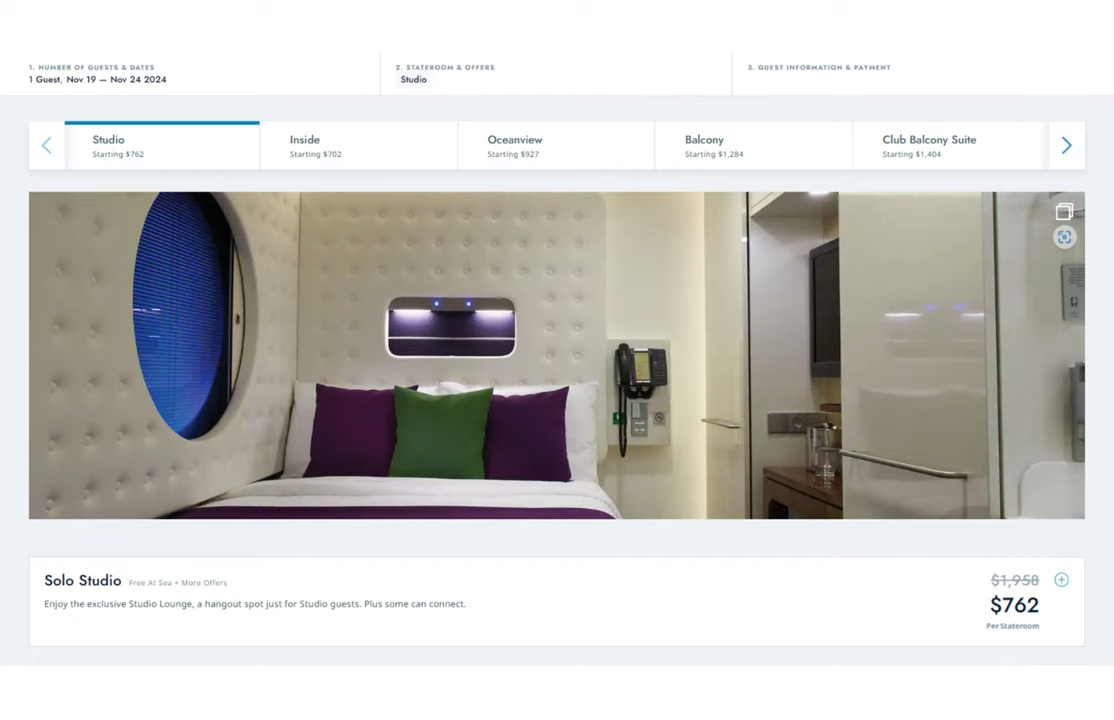 1. NUMBER OF GUESTS & DATES
1 Guest, Nov 19 — Nov 24 2024
2. STATEROOM & OFFERS
Studio
3. GUEST INFORMATION & PAYMENT
Studio
Starting $762
Inside
Starting $702
Oceanview
Starting $927
Balcony
Starting $1,284
Club Balcony Suite
Starting $1,404
Solo Studio Free At Sea + More Offers
Enjoy the exclusive Studio Lounge, a hangout spot just for Studio guests. Plus some can connect.
$1,958
$762
Per Stateroom